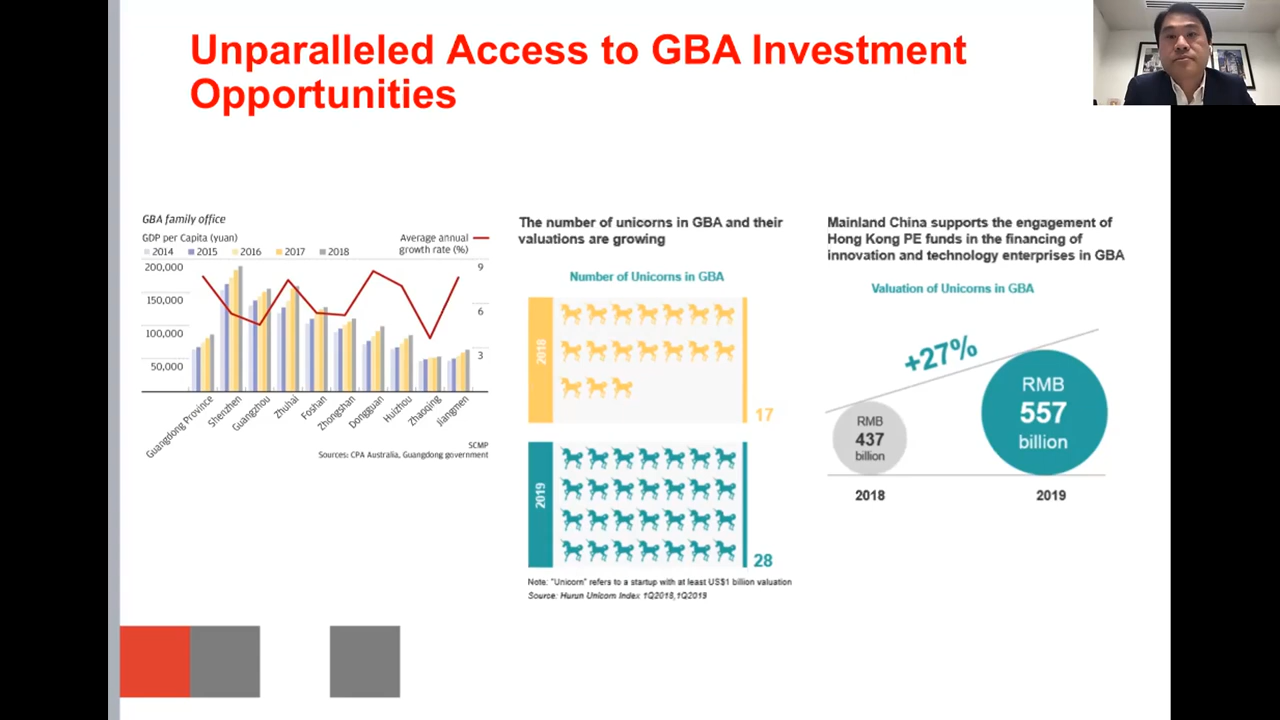 Unparalleled Access to GBA Investment
Opportunities
GBA family office
GDP per Capita (yuan)
2014 2015 2016 2017 2018
Average annual
growth rate (%)
200,000
150,000
100,000
50,000
9
6
3
Guangdong Province
Shenzhen
Guangzhou
Zhuhai
Foshan
Zhongshan
Dongguan
Huizhou
Zhaoqing
Jiangmen
SCMP
Sources: CPA Australia, Guangdong government
The number of unicorns in GBA and their
valuations are growing
Number of Unicorns in GBA
2018
17
2019
28
Note: "Unicorn" refers to a startup with at least US$1 billion valuation
Source: Hurun Unicorn Index 1Q2018,1Q2019
Mainland China supports the engagement of
Hong Kong PE funds in the financing of
innovation and technology enterprises in GBA
Valuation of Unicorns in GBA
+27%
RMB
437
billion
RMB
557
billion
2018
2019